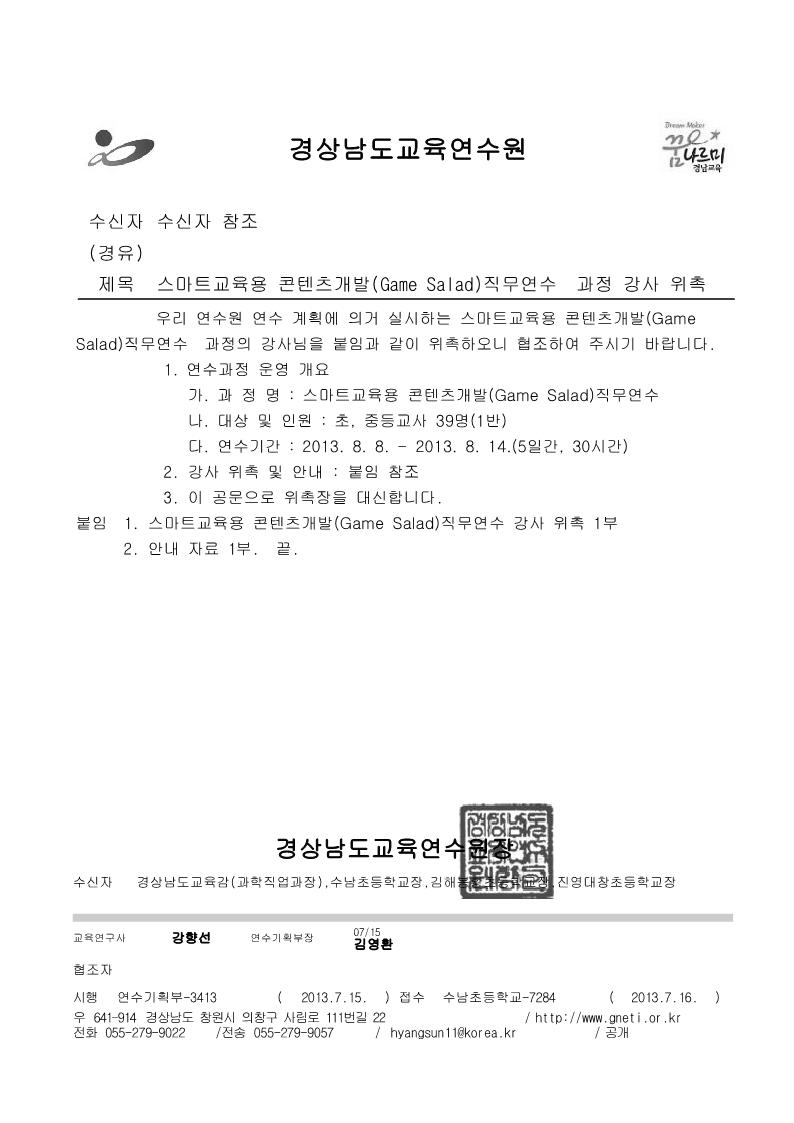 Dream Maker
꿈나르미
경남교육
경상남도교육연수원
수신자 수신자 참조
(경유)
제목 스마트교육용 콘텐츠개발(Game Salad)직무연수 과정 강사 위촉
우리 연수원 연수 계획에 의거 실시하는 스마트교육용 콘텐츠개발(Game
Salad)직무연수 과정의 강사님을 붙임과 같이 위촉하오니 협조하여 주시기 바랍니다.
1. 연수과정 운영 개요
가. 과 정 명 : 스마트교육용 콘텐츠개발(Game Salad)직무연수
나. 대상 및 인원 : 초, 중등교사 39명(1반)
다. 연수기간 : 2013. 8. 8. - 2013. 8. 14.(5일간, 30시간)
2. 강사 위촉 및 안내 : 붙임 참조
3. 이 공문으로 위촉장을 대신합니다.
붙임 1. 스마트교육용 콘텐츠개발(Game Salad)직무연수 강사 위촉 1부
2. 안내 자료 1부. 끝.
경상남도교육연수원장
수신자 경상남도교육감(과학직업과장),수남초등학교장,진영대창초등학교장
교육연구사 강향선 연수기획부장 07/15 김영환
협조자
시행 연수기획부-3413 ( 2013.7.15. ) 접수 수남초등학교-7284 ( 2013.7.16. )
우 641-914 경상남도 창원시 의창구 사림로 111번길 22 / http://www.gneti.or.kr
전화 055-279-9022 /전송 055-279-9057 / hyangsun11@korea.kr / 공개